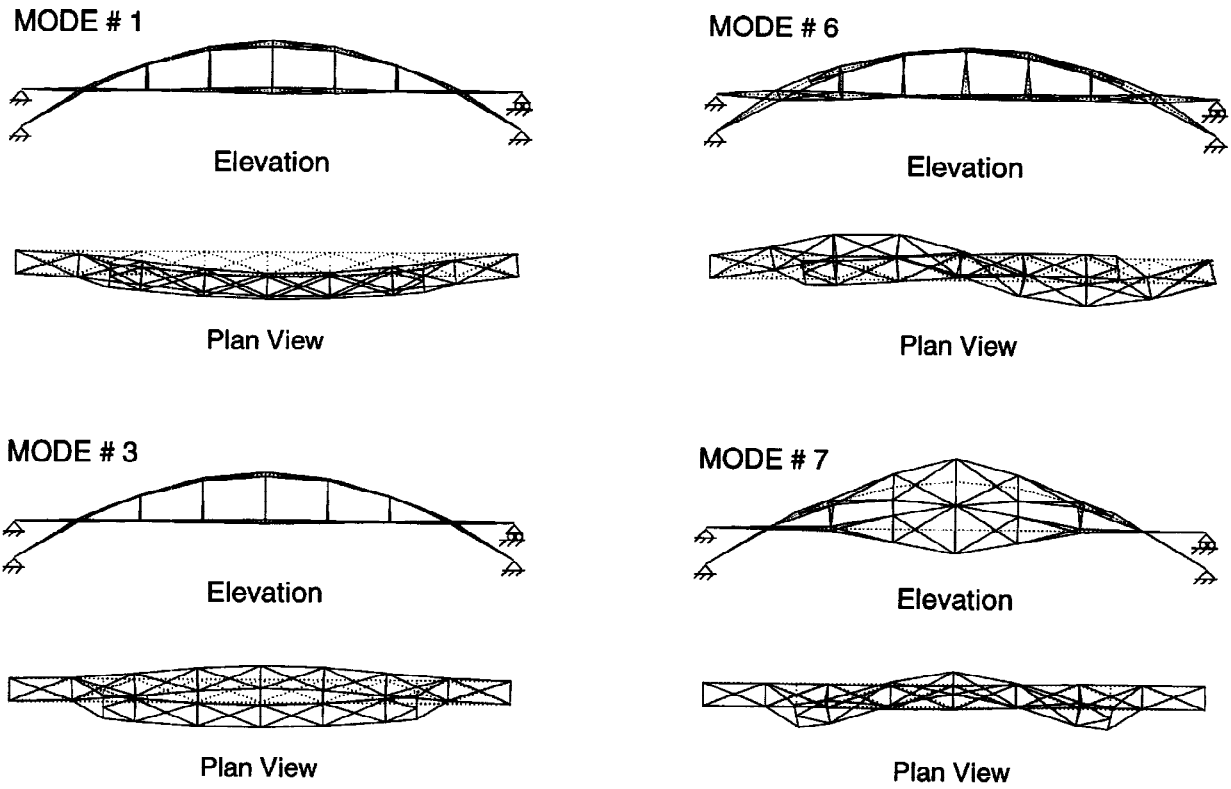 MODE # 1
Elevation
Plan View
MODE # 6
Elevation
Plan View
MODE # 3
Elevation
Plan View
MODE # 7
Elevation
Plan View